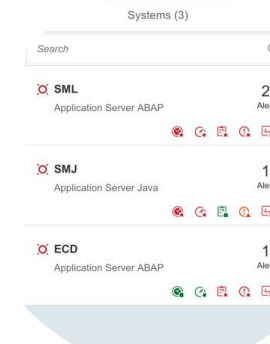 Systems (3)
Search
SML
2
Application Server ABAP
SMJ
1
Application Server Java
ECD
1
Application Server ABAP